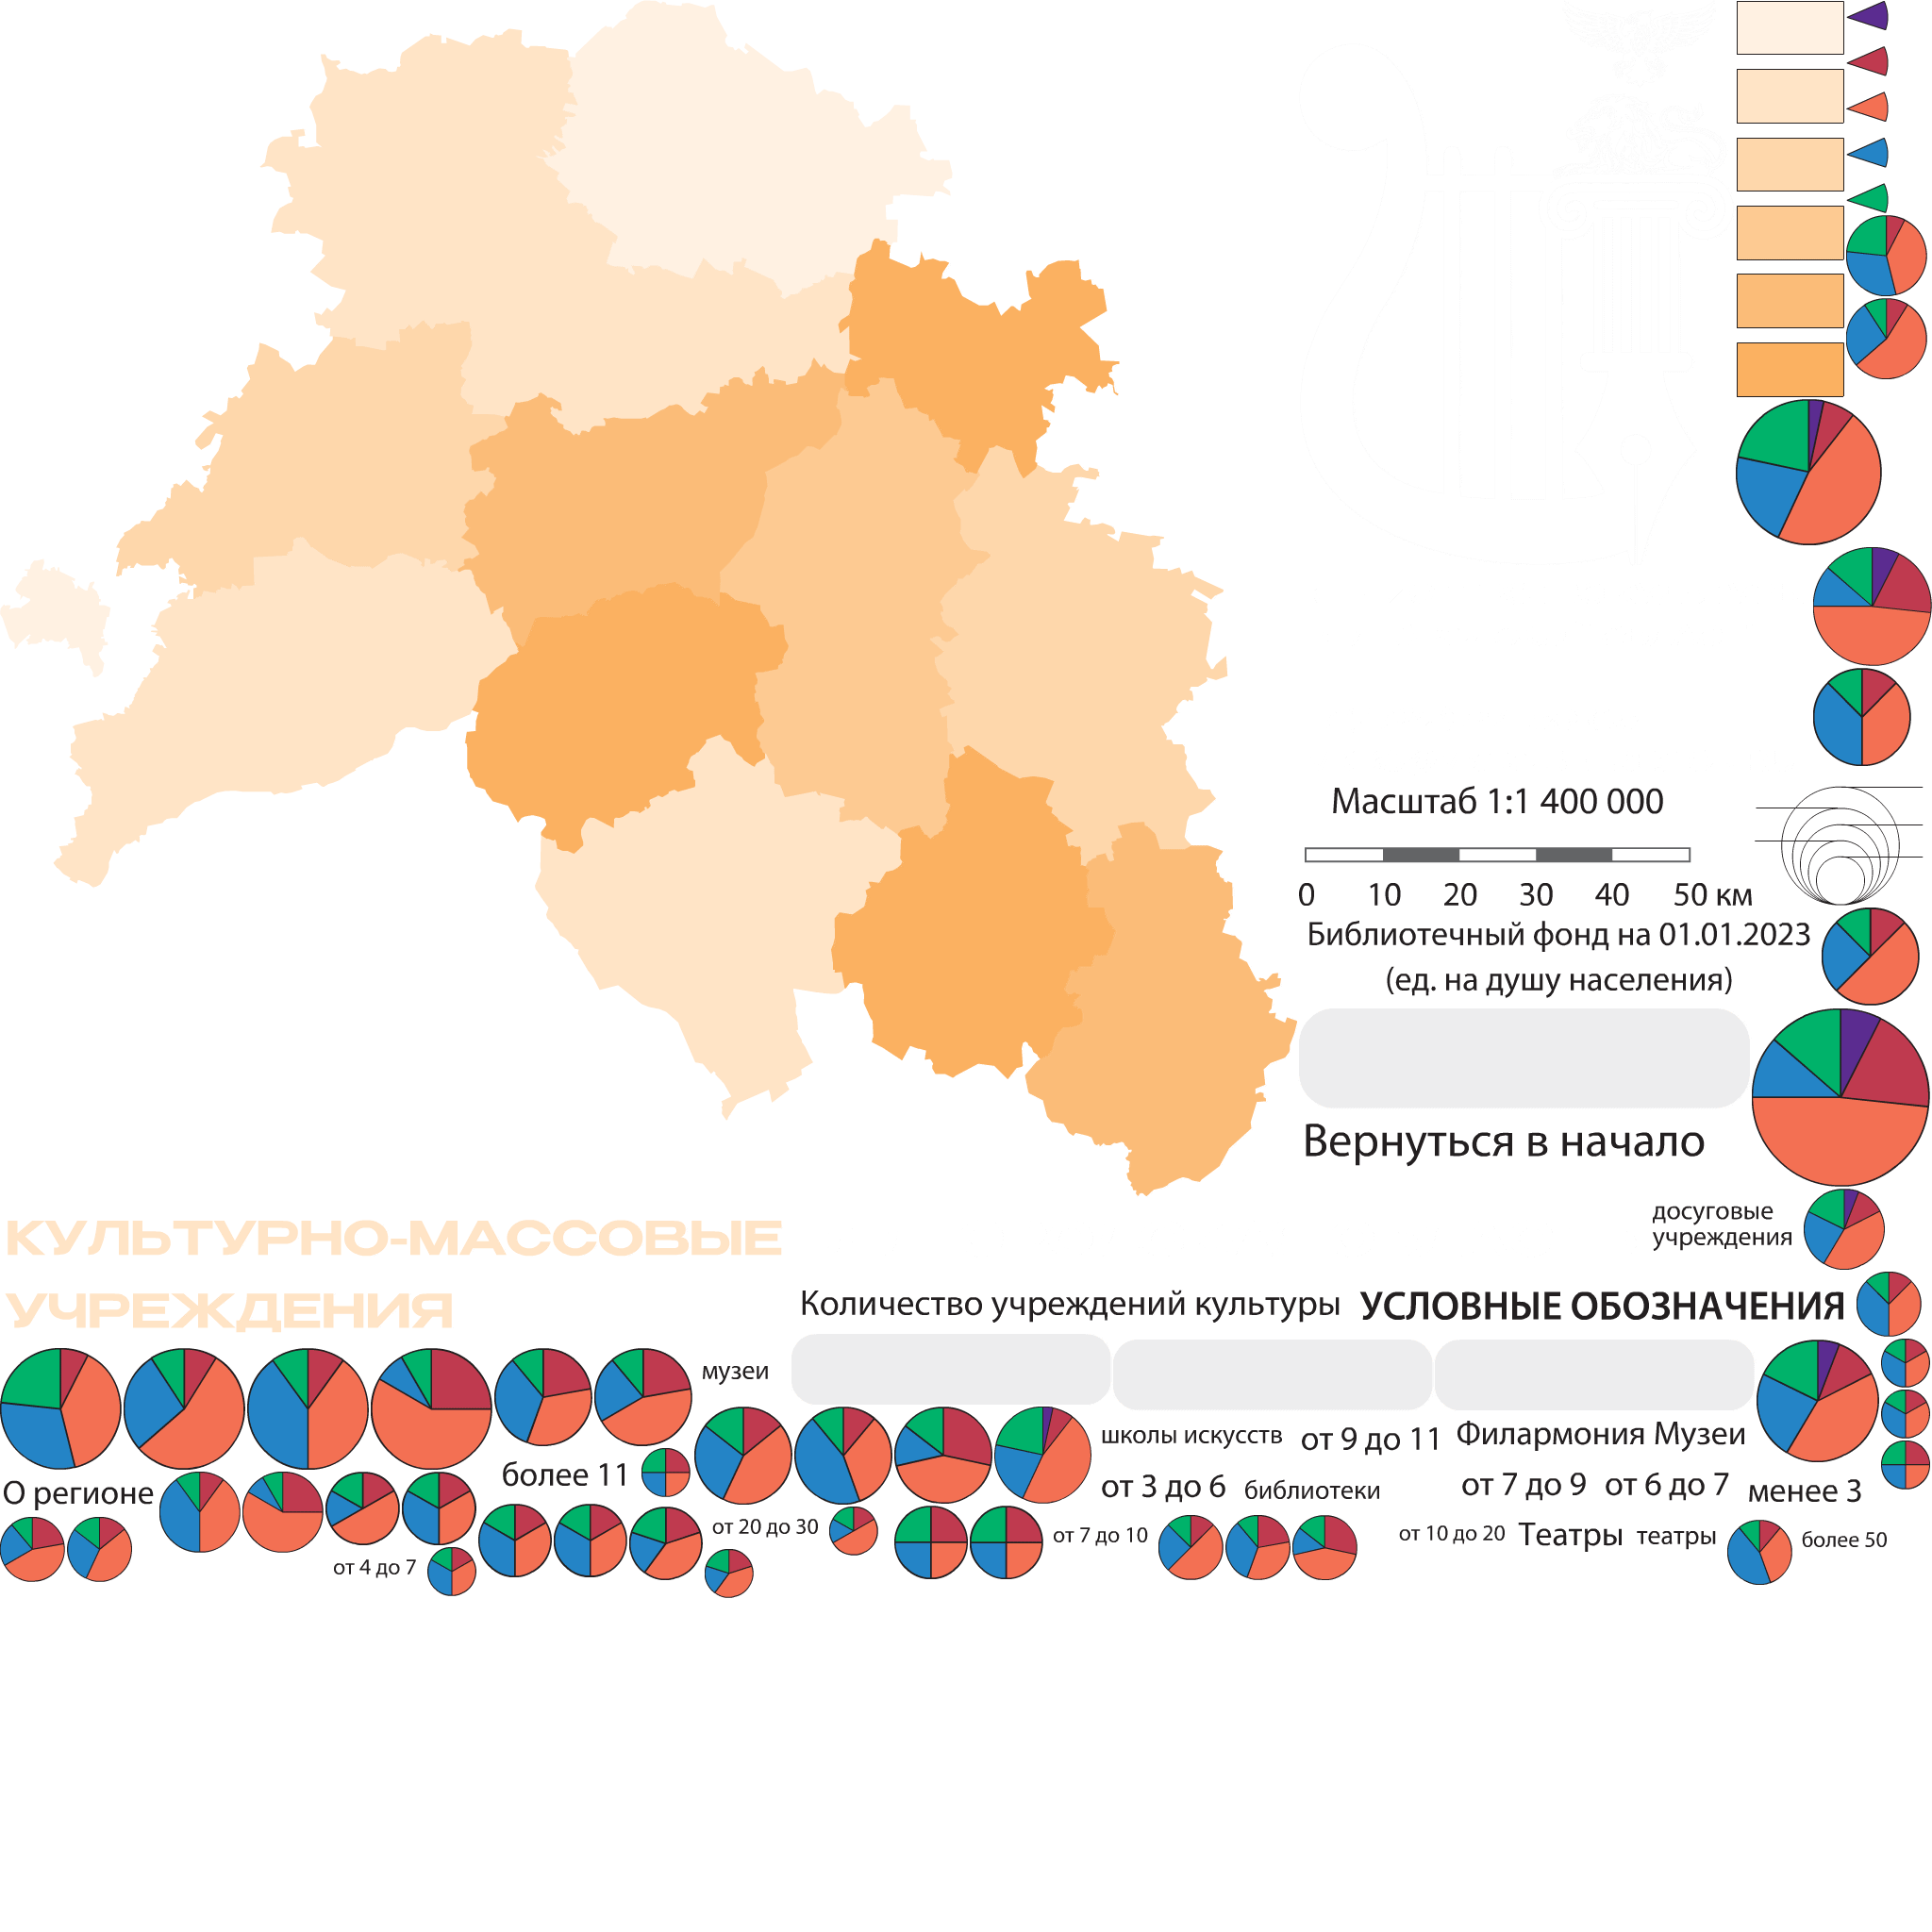 Масштаб 1:1 400 000
0 10 20 30 40 50 км
Библиотечный фонд на 01.01.2023
(ед. на душу населения)
Вернуться в начало
досуговые
учреждения
КУЛЬТУРНО-МАССОВЫЕ
УЧРЕЖДЕНИЯ
Количество учреждений культуры
УСЛОВНЫЕ ОБОЗНАЧЕНИЯ
музеи
школы искусств
от 9 до 11
Филармония Музеи
более 11
О регионе
от 3 до 6
библиотеки
от 7 до 9
от 6 до 7
менее 3
от 20 до 30
от 7 до 10
от 10 до 20
Театры
театры
более 50
от 4 до 7